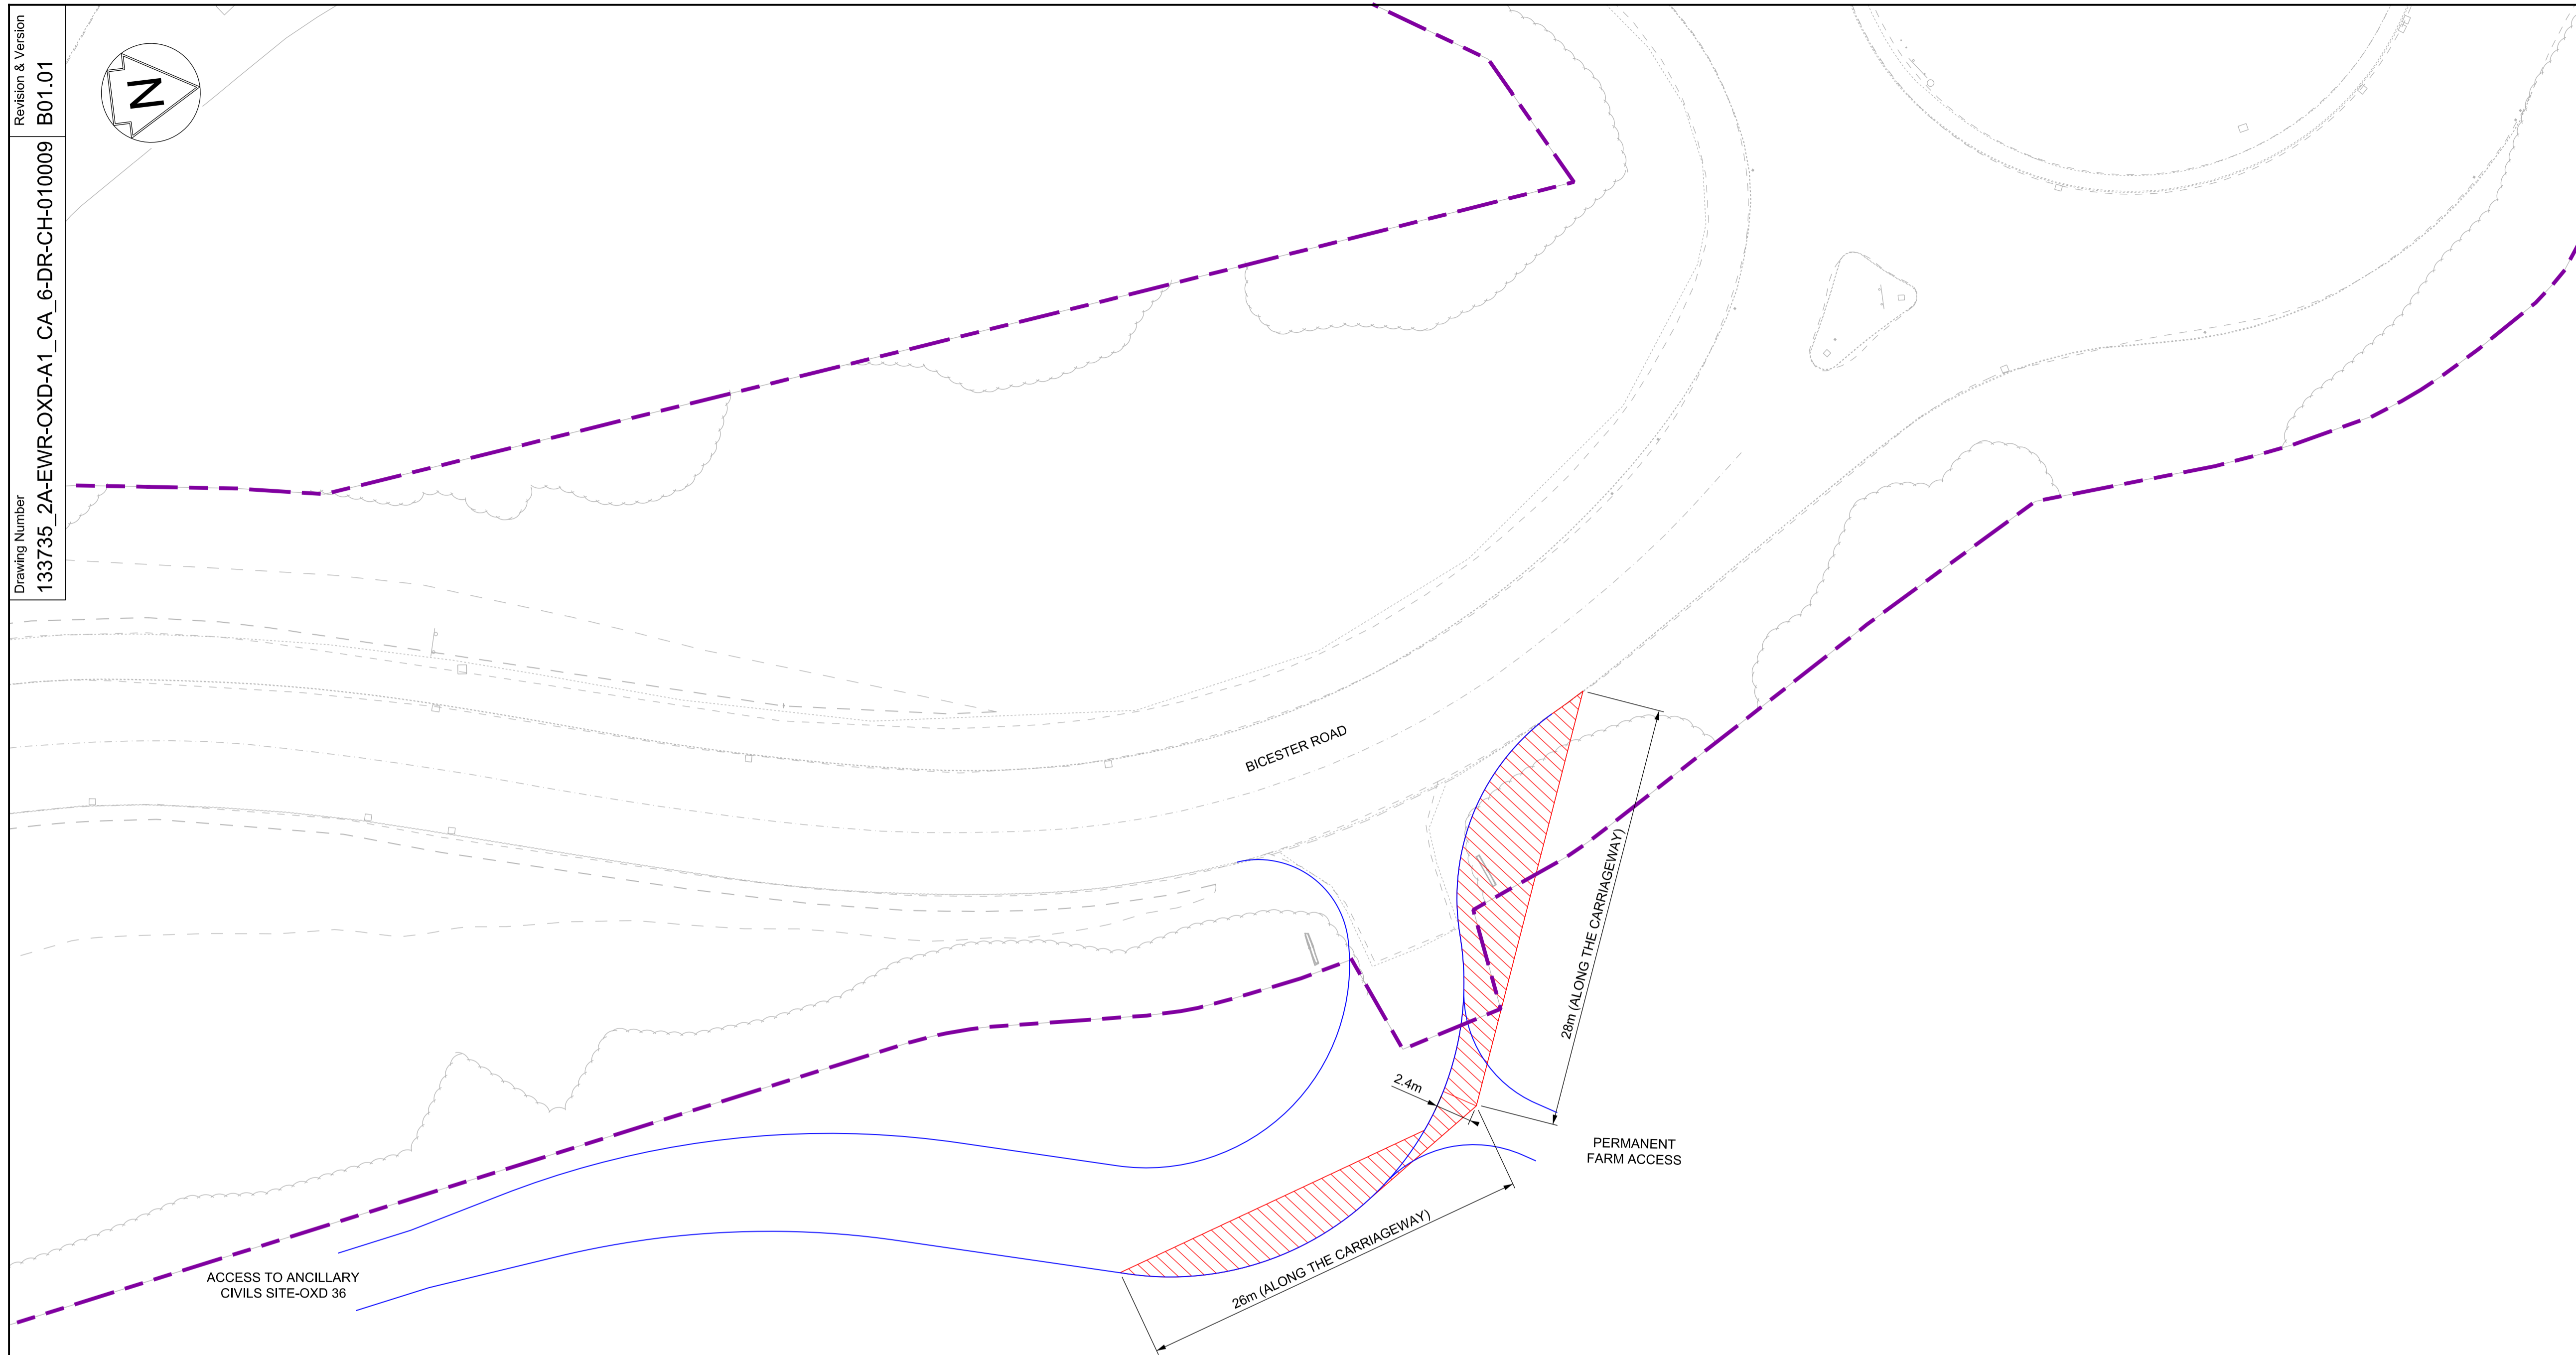 Revision & Version
B01.01
Drawing Number
133735_2A-EWR-OXD-A1_CA_6-DR-CH-010009
N
BICESTER ROAD
28m (ALONG THE CARRIAGEWAY)
2.4m
PERMANENT
FARM ACCESS
26m (ALONG THE CARRIAGEWAY)
ACCESS TO ANCILLARY
CIVILS SITE-OXD 36